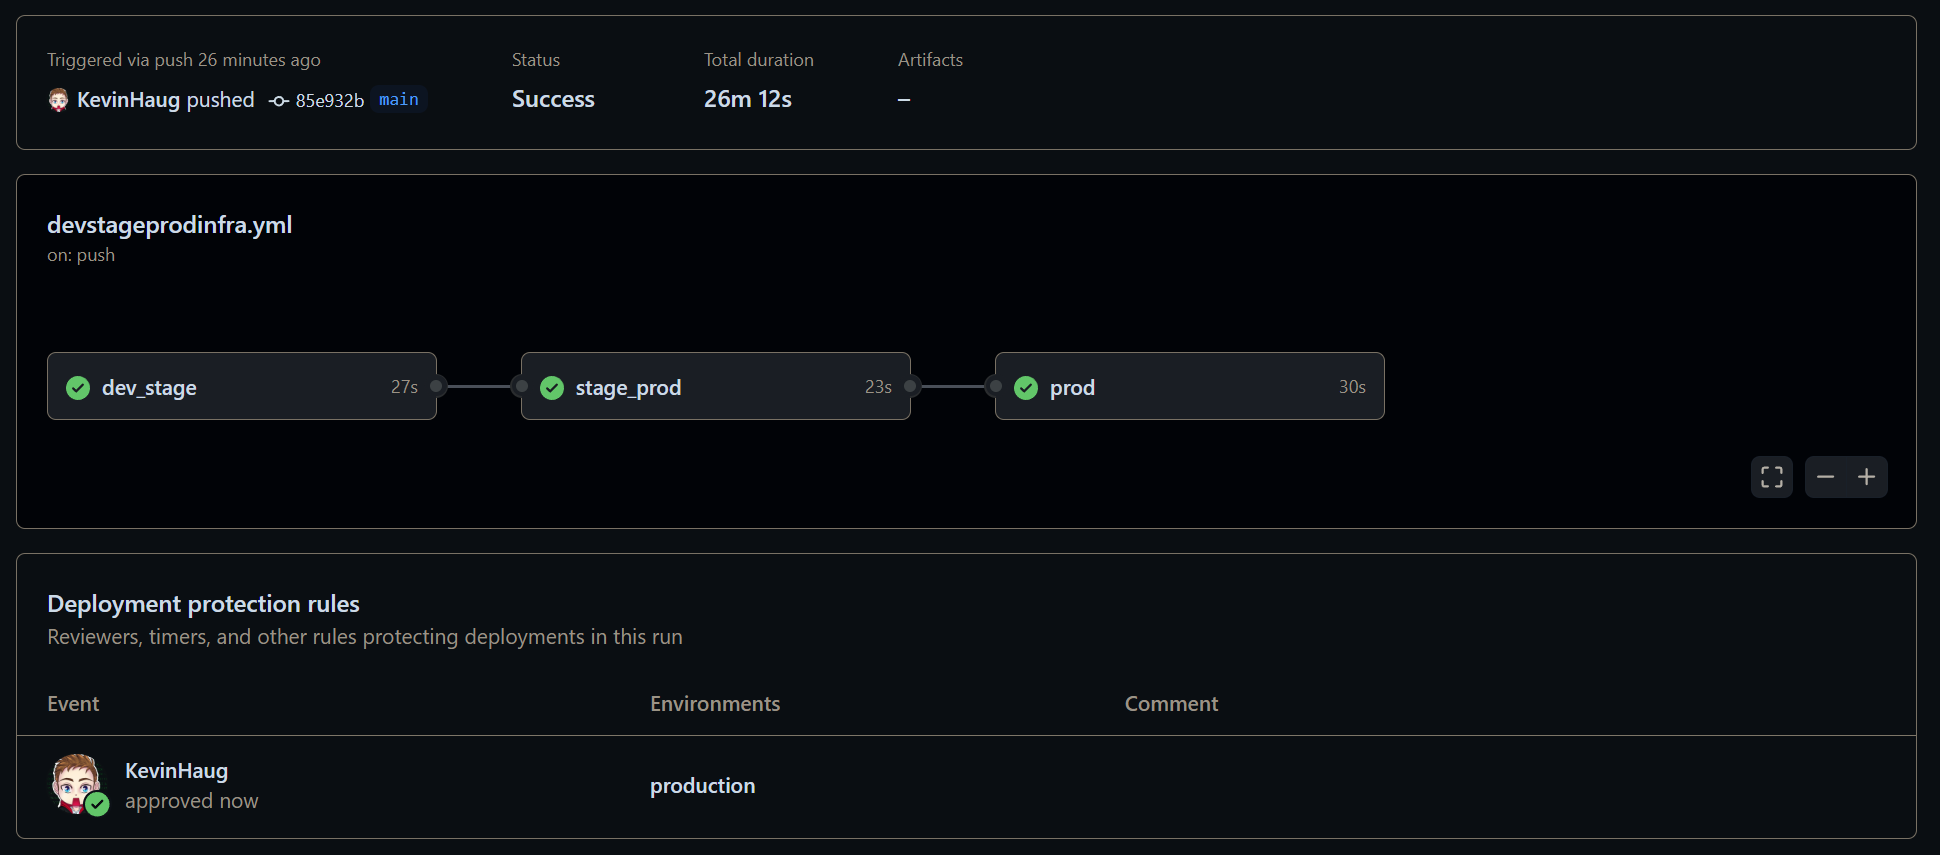 Triggered via push 26 minutes ago
KevinHaug pushed 85e932b main
Status
Success
Total duration
26m 12s
Artifacts
–
devstageprodinfra.yml
on: push
dev_stage 27s
stage_prod 23s
prod 30s
Deployment protection rules
Reviewers, timers, and other rules protecting deployments in this run
Event Environments Comment
KevinHaug
approved now
production